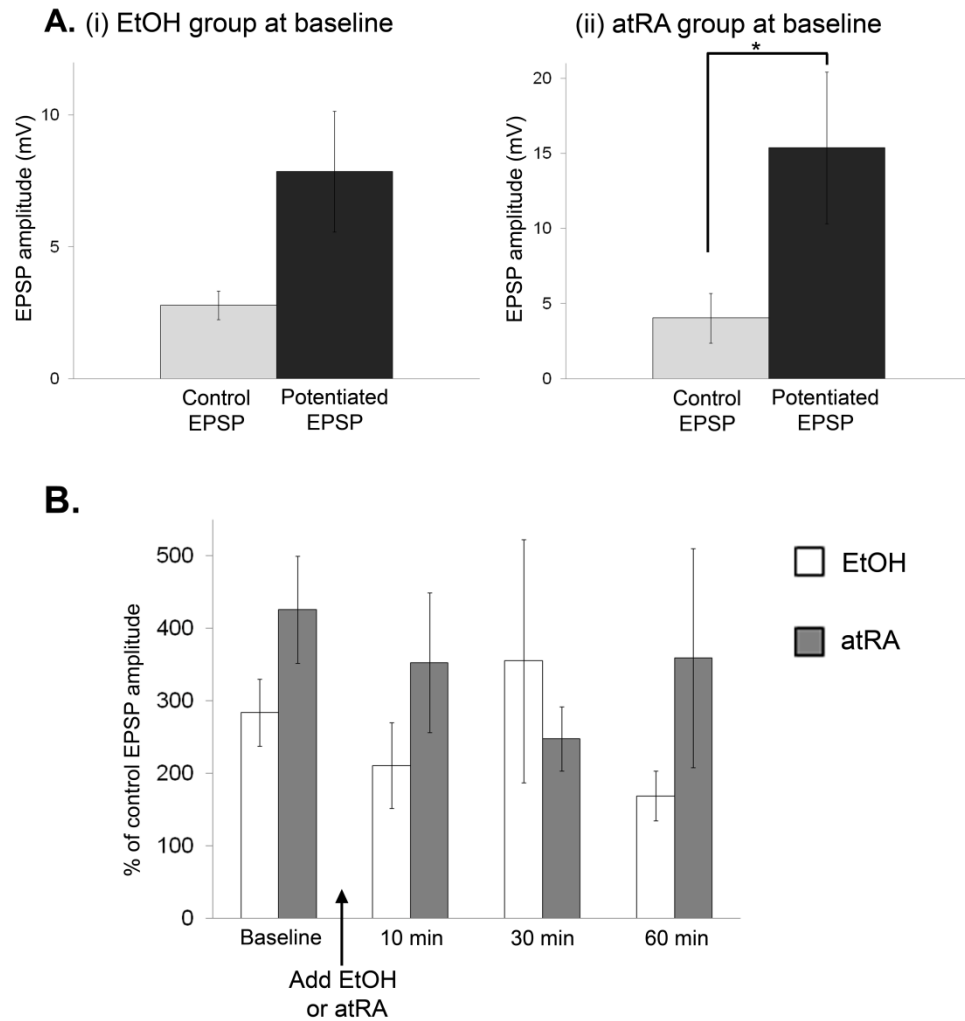 A. (i) EtOH group at baseline
EPSP amplitude (mV)
10
5
0
Control
EPSP
Potentiated
EPSP
(ii) atRA group at baseline
*
EPSP amplitude (mV)
20
15
10
5
0
Control
EPSP
Potentiated
EPSP
B.
% of control EPSP amplitude
500
400
300
200
100
0
Baseline
10 min
30 min
60 min
Add EtOH
or atRA
EtOH
atRA